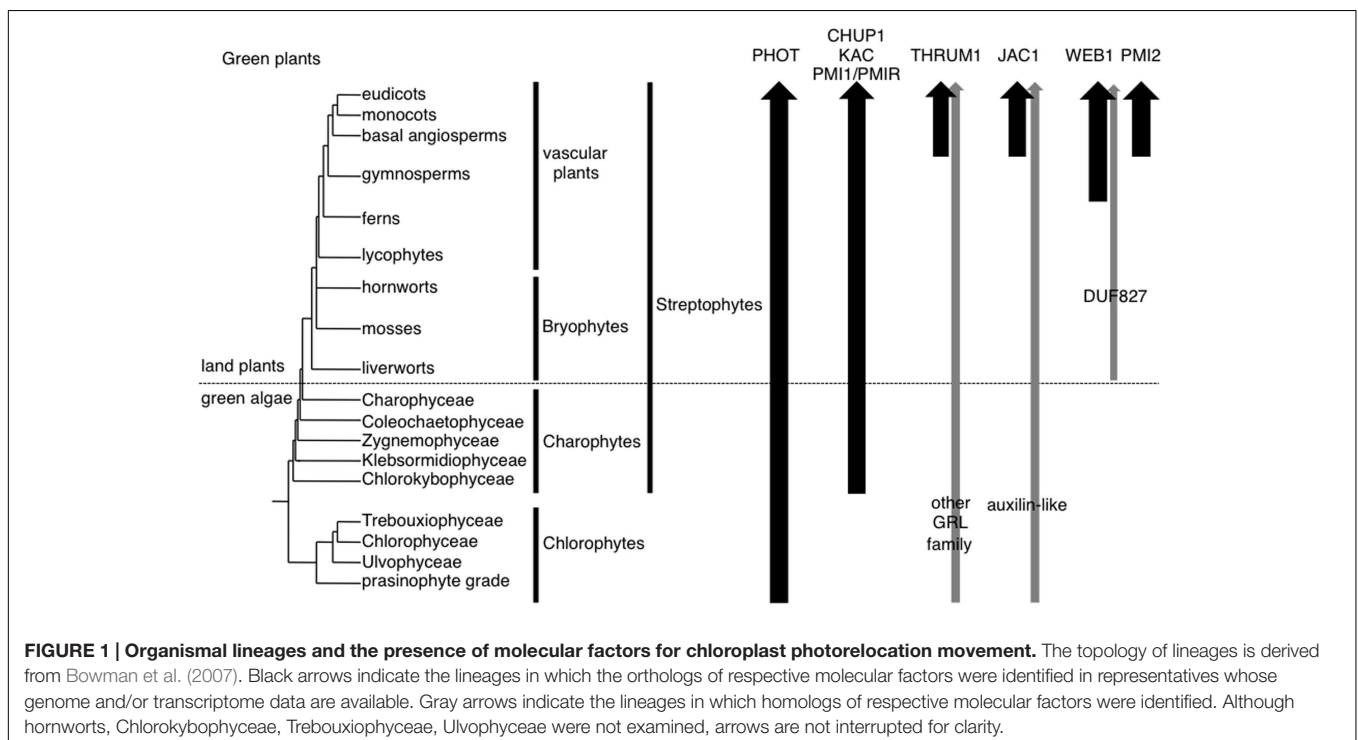 CHUP1
Green plants PHOT KAC THRUM1 JAC1 WEB1 PMI2
PMI1/PMIR
eudicots
monocots
basal angiosperms
vascular
plants
gymnosperms
ferns
lycophytes
hornworts
DUF827
Streptophytes
mosses
Bryophytes
land plants
liverworts
green algae
Charophyceae
Coleochaetophyceae
Zygnemophyceae
Charophytes
Klebsormidiophyceae
Chlorokybophyceae
other
GRL
family
auxilin-like
Trebouxiophyceae
Chlorophyceae
Chlorophytes
Ulvophyceae
prasinophyte grade
FIGURE 1 | Organismal lineages and the presence of molecular factors for chloroplast photorelocation movement. The topology of lineages is derived
from Bowman et al. (2007). Black arrows indicate the lineages in which the orthologs of respective molecular factors were identified in representatives whose
genome and/or transcriptome data are available. Gray arrows indicate the lineages in which homologs of respective molecular factors were identified. Although
hornworts, Chlorokybophyceae, Trebouxiophyceae, Ulvophyceae were not examined, arrows are not interrupted for clarity.